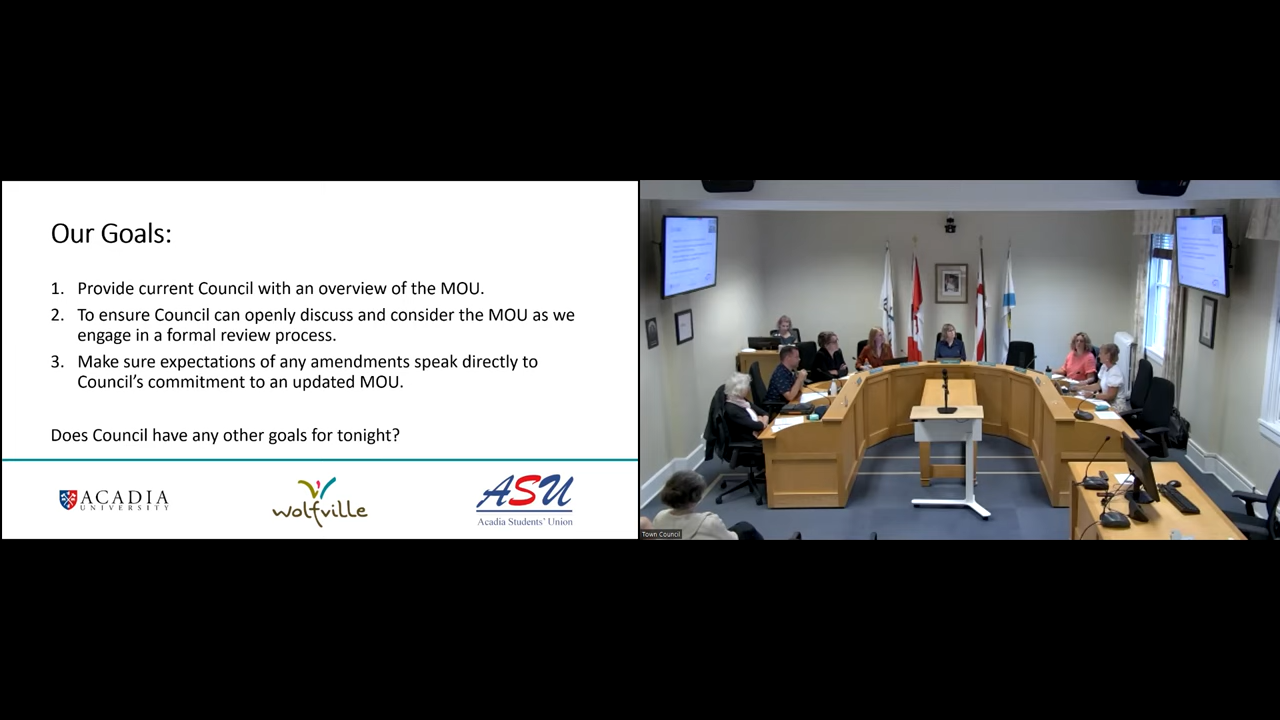 Our Goals:
1. Provide current Council with an overview of the MOU.
2. To ensure Council can openly discuss and consider the MOU as we
engage in a formal review process.
3. Make sure expectations of any amendments speak directly to
Council's commitment to an updated MOU.
Does Council have any other goals for tonight?
ACADIA
UNIVERSITY
wolfville
ASU
Acadia Students' Union
Town Council